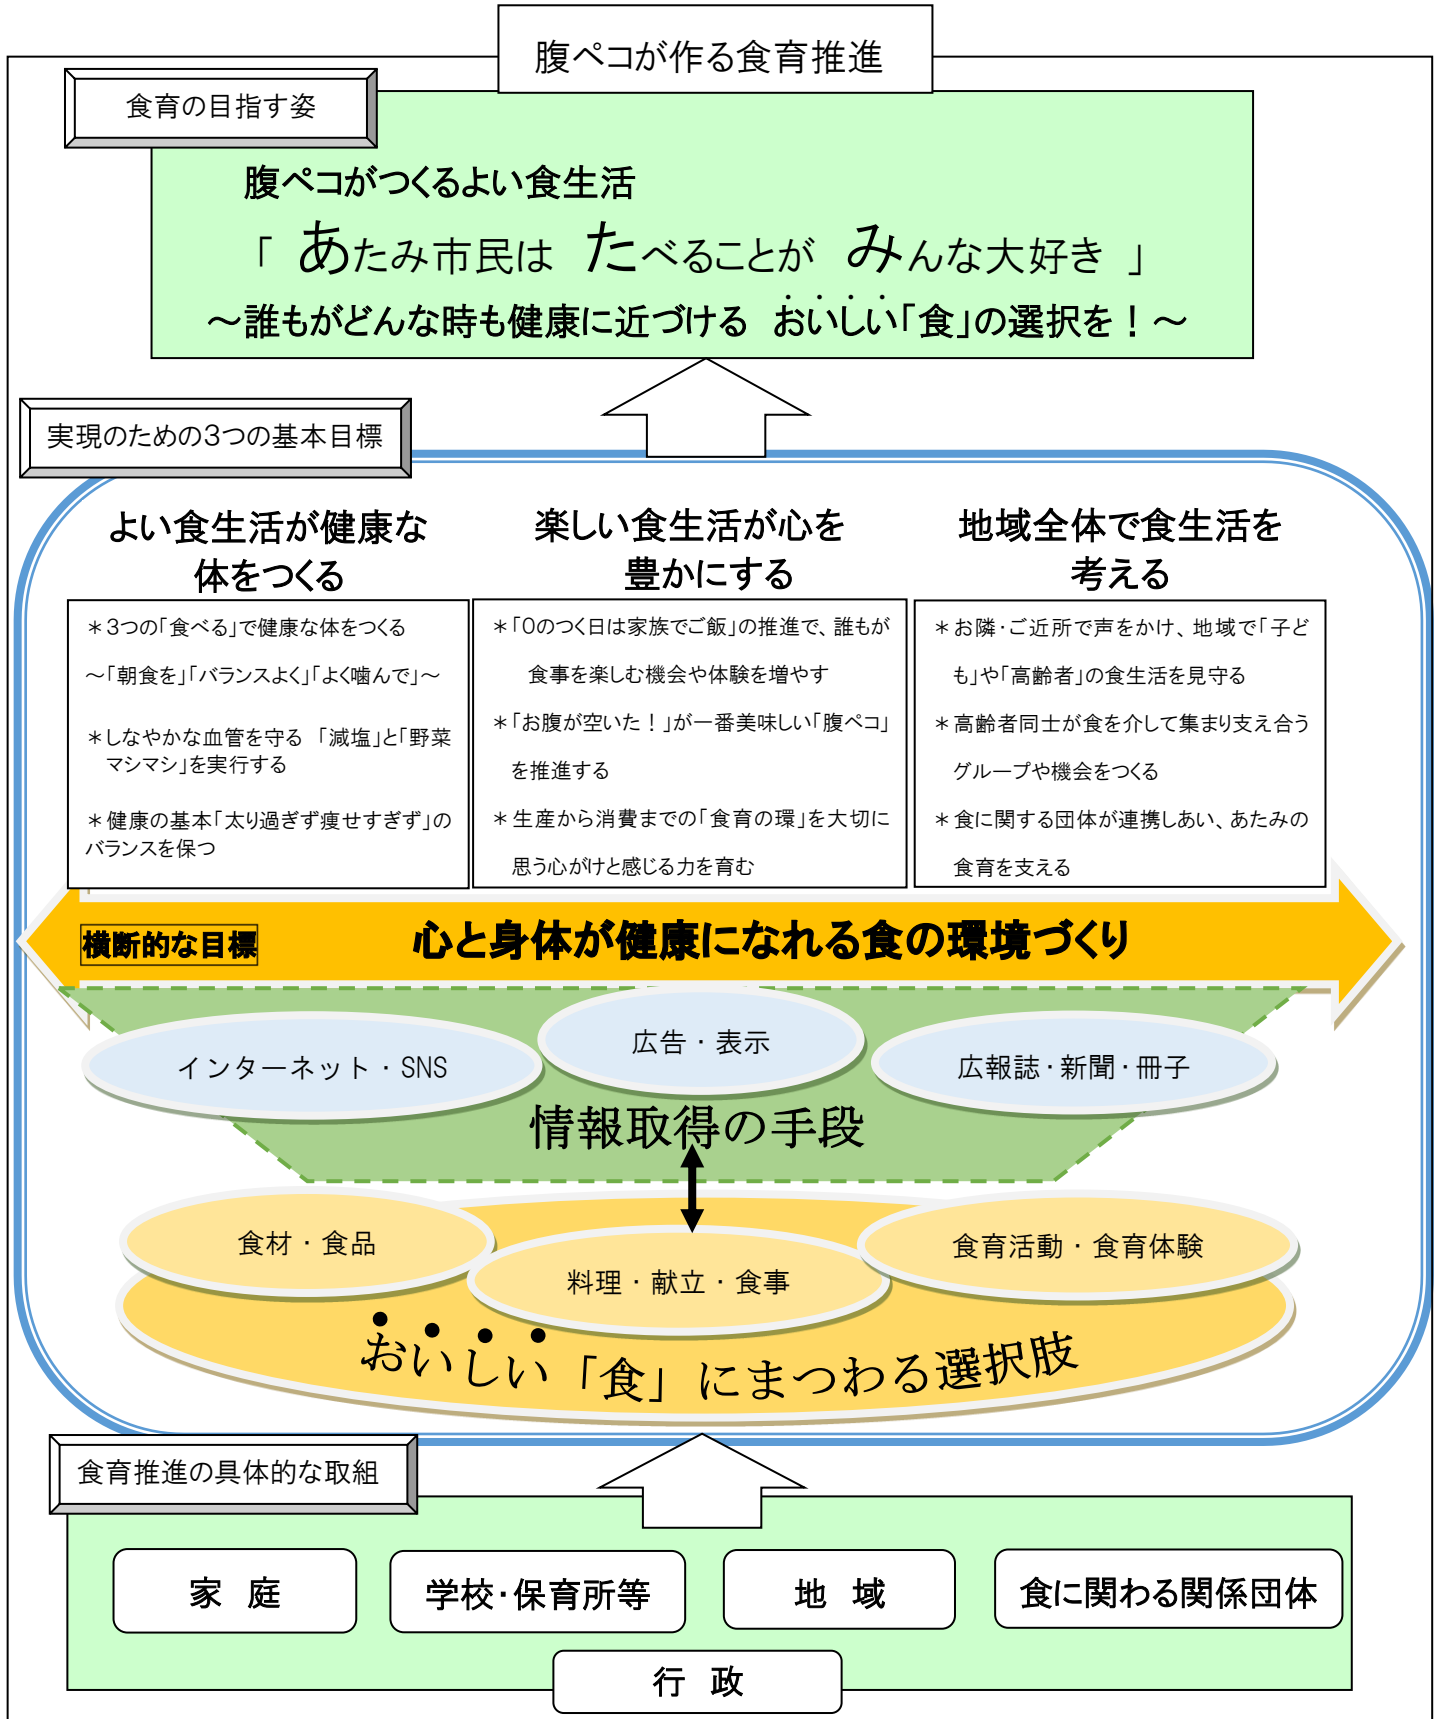 腹ペコが作る食育推進
食育の目指す姿
腹ペコがつくるよい食生活
「 あたみ市民は たべることが みんな大好き 」
～誰もがどんな時も健康に近づける おいしい「食」の選択を！～
実現のための３つの基本目標
よい食生活が健康な
体をつくる
＊３つの「食べる」で健康な体をつくる
～「朝食を」「バランスよく」「よく噛んで」～
＊しなやかな血管を守る 「減塩」と「野菜
マシマシ」を実行する
＊健康の基本「太り過ぎず痩せすぎず」の
バランスを保つ
楽しい食生活が心を
豊かにする
＊「０のつく日は家族でご飯」の推進で、誰もが
食事を楽しむ機会や体験を増やす
＊「お腹が空いた！」が一番美味しい「腹ペコ」
を推進する
＊生産から消費までの「食育の環」を大切に
思う心がけと感じる力を育む
地域全体で食生活を
考える
＊お隣・ご近所で声をかけ、地域で「子ど
も」や「高齢者」の食生活を見守る
＊高齢者同士が食を介して集まり支え合う
グループや機会をつくる
＊食に関する団体が連携しあい、あたみの
食育を支える
横断的な目標
心と身体が健康になれる食の環境づくり
インターネット・SNS
広告・表示
広報誌・新聞・冊子
情報取得の手段
食材・食品
料理・献立・食事
食育活動・食育体験
おいしい「食」にまつわる選択肢
食育推進の具体的な取組
家 庭
学校・保育所等
地 域
食に関わる関係団体
行 政